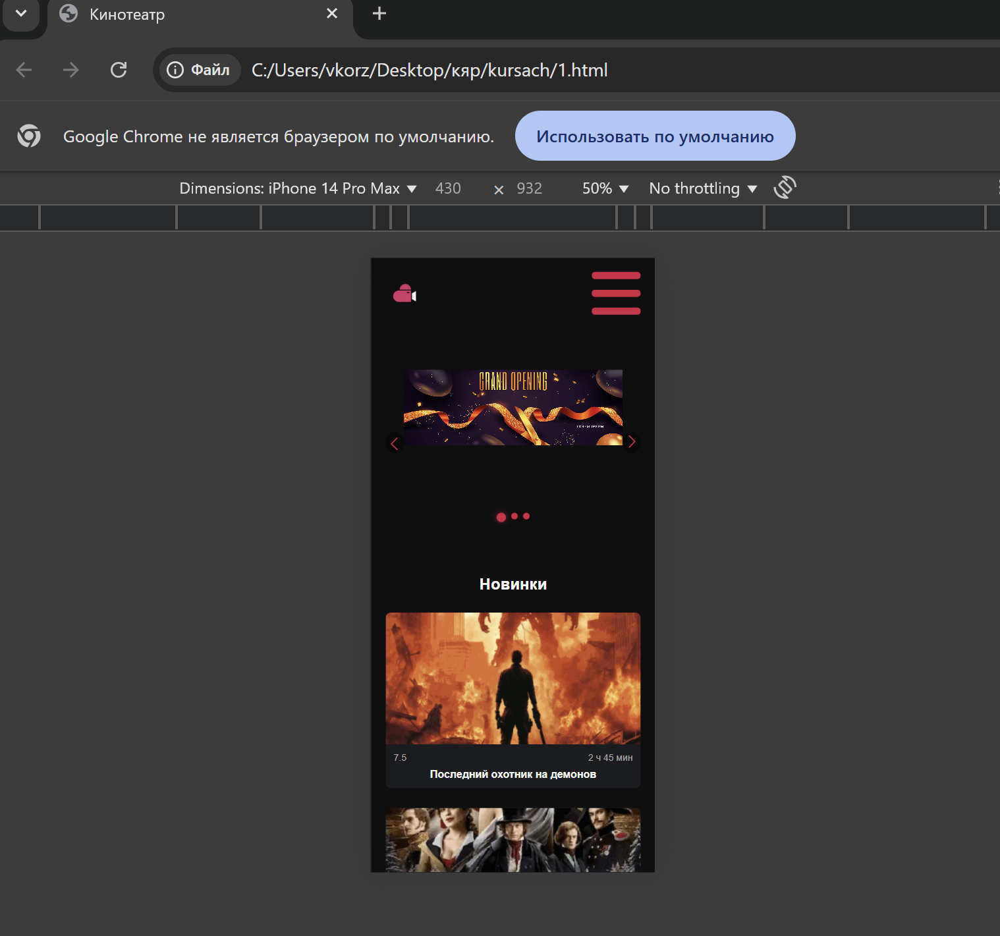 Кинотеатр
Файл C:/Users/vkorz/Desktop/кяр/kursach/1.html
Google Chrome не является браузером по умолчанию. Использовать по умолчанию
Dimensions: iPhone 14 Pro Max 430 × 932 50% No throttling
GRAND OPENING
LOREM IPSUM
Новинки
7.5 2 ч 45 мин
Последний охотник на демонов